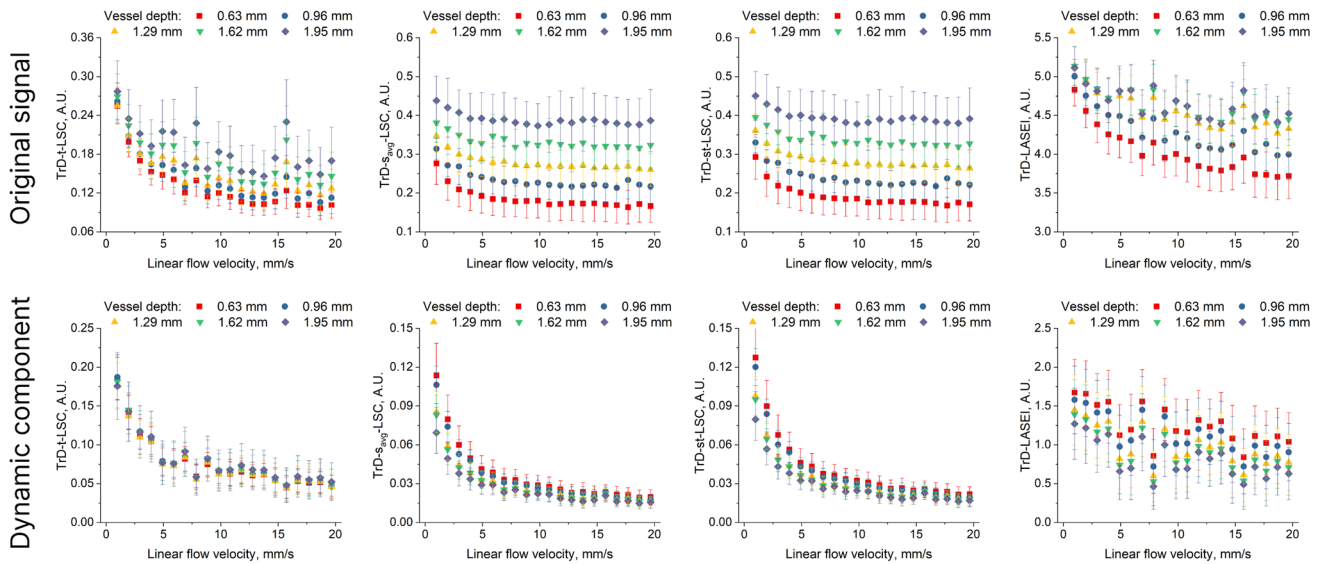 Original signal
Vessel depth: 0.63 mm 0.96 mm
1.29 mm 1.62 mm 1.95 mm
TrD-t-LSC, A.U.
0.36
0.30
0.24
0.18
0.12
0.06
0 5 10 15 20
Linear flow velocity, mm/s
Vessel depth: 0.63 mm 0.96 mm
1.29 mm 1.62 mm 1.95 mm
TrD-savg-LSC, A.U.
0.6
0.5
0.4
0.3
0.2
0.1
0 5 10 15 20
Linear flow velocity, mm/s
Vessel depth: 0.63 mm 0.96 mm
1.29 mm 1.62 mm 1.95 mm
TrD-st-LSC, A.U.
0.6
0.5
0.4
0.3
0.2
0.1
0 5 10 15 20
Linear flow velocity, mm/s
Vessel depth: 0.63 mm 0.96 mm
1.29 mm 1.62 mm 1.95 mm
TrD-LASEI, A.U.
5.5
5.0
4.5
4.0
3.5
3.0
0 5 10 15 20
Linear flow velocity, mm/s
Dynamic component
Vessel depth: 0.63 mm 0.96 mm
1.29 mm 1.62 mm 1.95 mm
TrD-t-LSC, A.U.
0.25
0.20
0.15
0.10
0.05
0.00
0 5 10 15 20
Linear flow velocity, mm/s
Vessel depth: 0.63 mm 0.96 mm
1.29 mm 1.62 mm 1.95 mm
TrD-savg-LSC, A.U.
0.15
0.12
0.09
0.06
0.03
0.00
0 5 10 15 20
Linear flow velocity, mm/s
Vessel depth: 0.63 mm 0.96 mm
1.29 mm 1.62 mm 1.95 mm
TrD-st-LSC, A.U.
0.15
0.12
0.09
0.06
0.03
0.00
0 5 10 15 20
Linear flow velocity, mm/s
Vessel depth: 0.63 mm 0.96 mm
1.29 mm 1.62 mm 1.95 mm
TrD-LASEI, A.U.
2.5
2.0
1.5
1.0
0.5
0.0
0 5 10 15 20
Linear flow velocity, mm/s